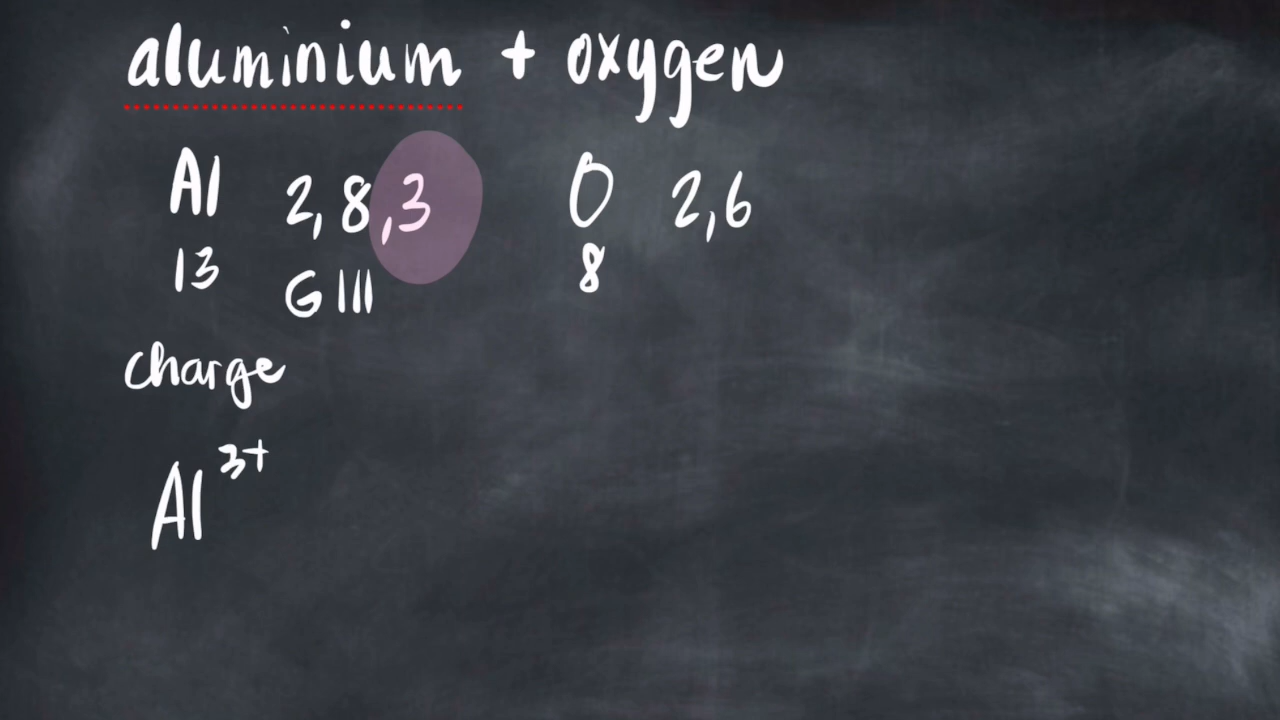 aluminium + oxygen
Al 2,8,3 O 2,6
13 GIII 8
charge
Al³⁺